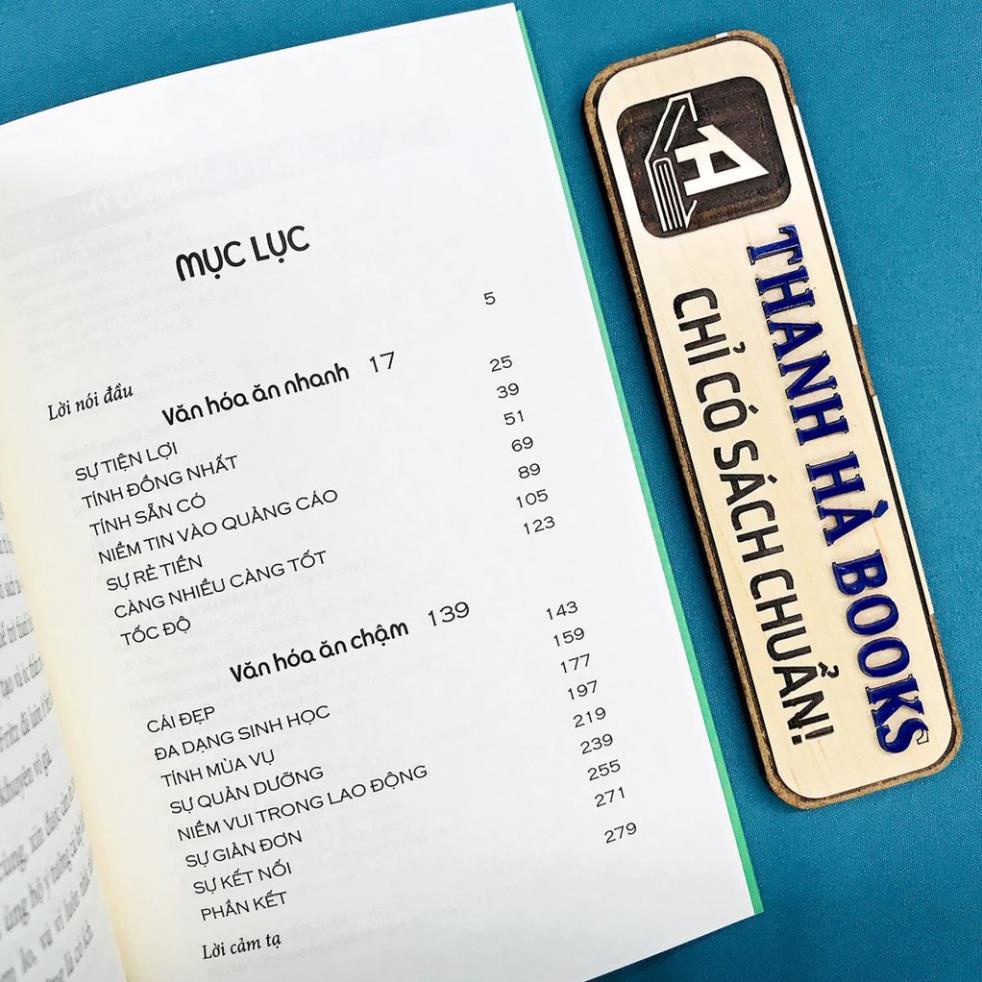 MỤC LỤC
Lời nói đầu 5
Văn hóa ăn nhanh 17
SỰ TIỆN LỢI 25
TÍNH ĐỒNG NHẤT 39
TÍNH SẴN CÓ 51
NIỀM TIN VÀO QUẢNG CÁO 69
SỰ RẺ TIỀN 89
CÀNG NHIỀU CÀNG TỐT 105
TỐC ĐỘ 123
Văn hóa ăn chậm 139
CÁI ĐẸP 143
ĐA DẠNG SINH HỌC 159
TÍNH MÙA VỤ 177
SỰ QUẢN DƯỠNG 197
NIỀM VUI TRONG LAO ĐỘNG 219
SỰ GIẢN ĐƠN 239
SỰ KẾT NỐI 255
PHẦN KẾT 271
Lời cảm tạ 279
khuyên vô giá.
A
THANH HÀ BOOKS
CHỈ CÓ SÁCH CHUẨN!